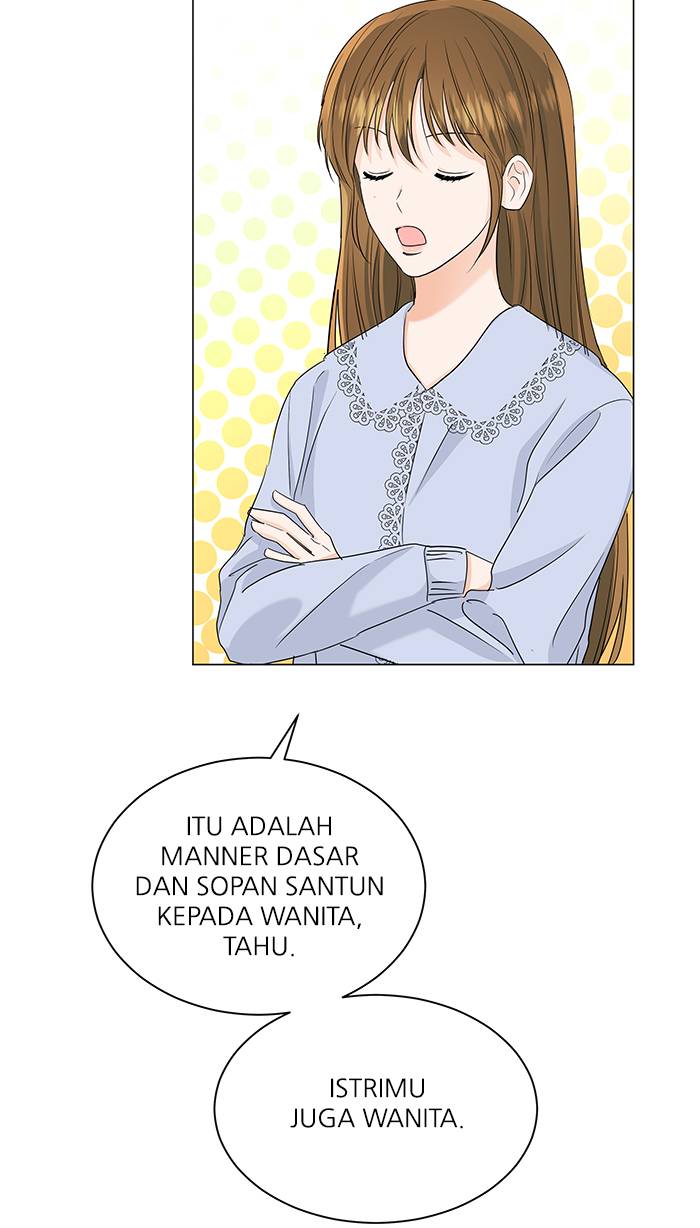 ITU ADALAH
MANNER DASAR
DAN SOPAN SANTUN
KEPADA WANITA,
TAHU.
ISTRIMU
JUGA WANITA.